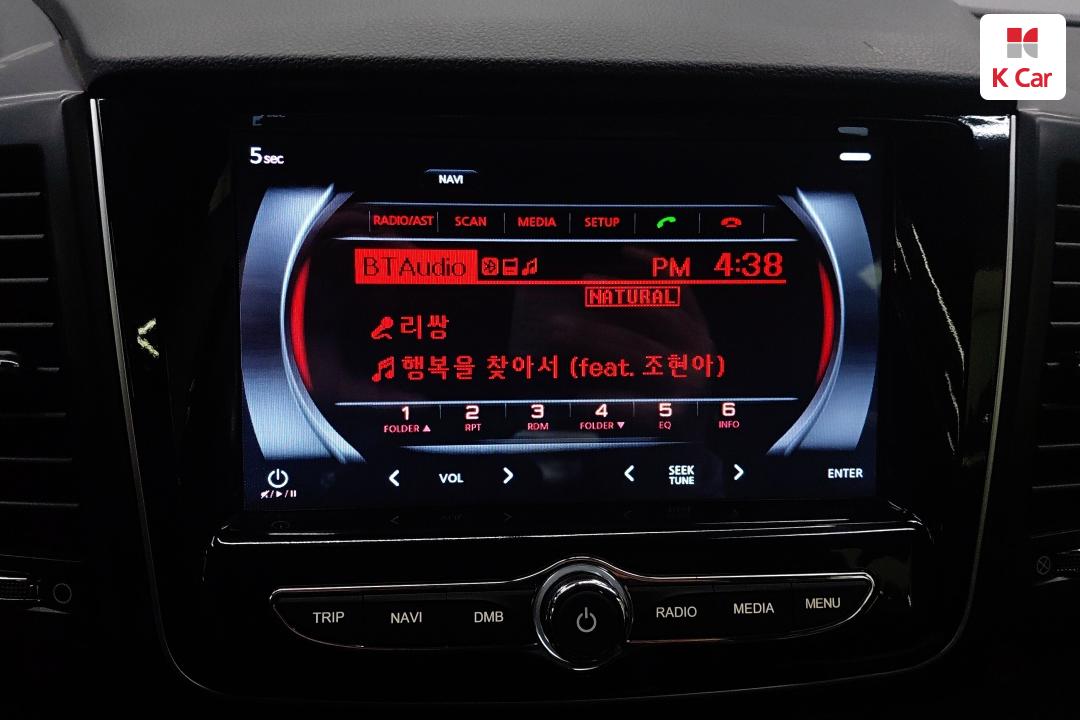 K Car
5 sec
NAVI
RADIO/AST SCAN MEDIA SETUP
BTAudio PM 4:38
NATURAL
리쌍
행복을 찾아서 (feat. 조현아)
1 2 3 4 5 6
FOLDER▲ RPT RDM FOLDER▼ EQ INFO
< VOL > < SEEK TUNE > ENTER
TRIP NAVI DMB RADIO MEDIA MENU